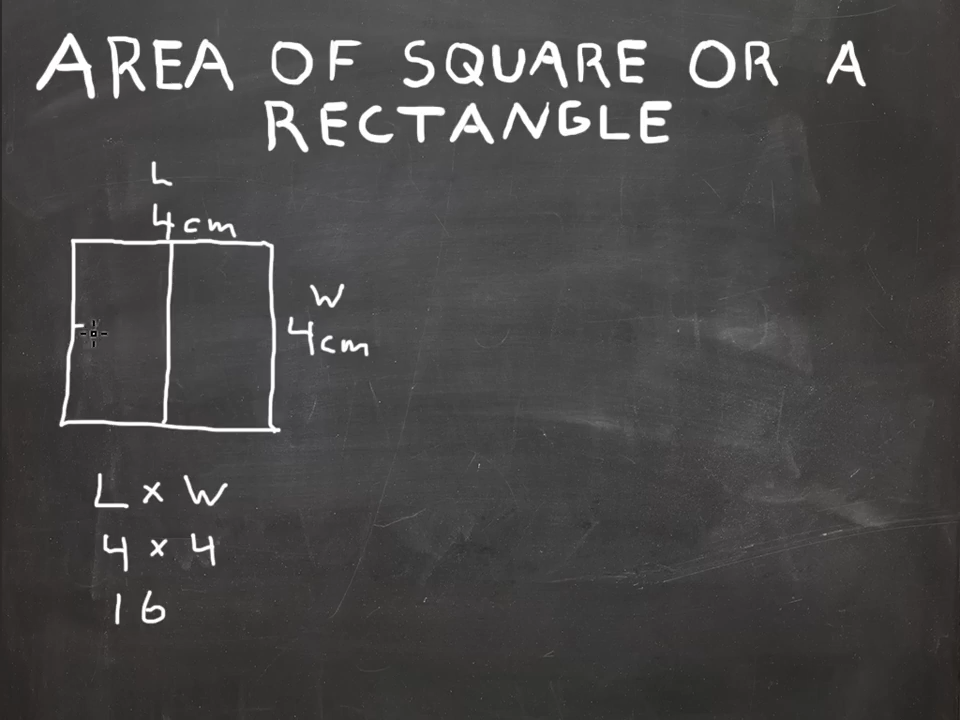 AREA OF SQUARE OR A
RECTANGLE
L
4cm
W
4cm
L x W
4 x 4
16